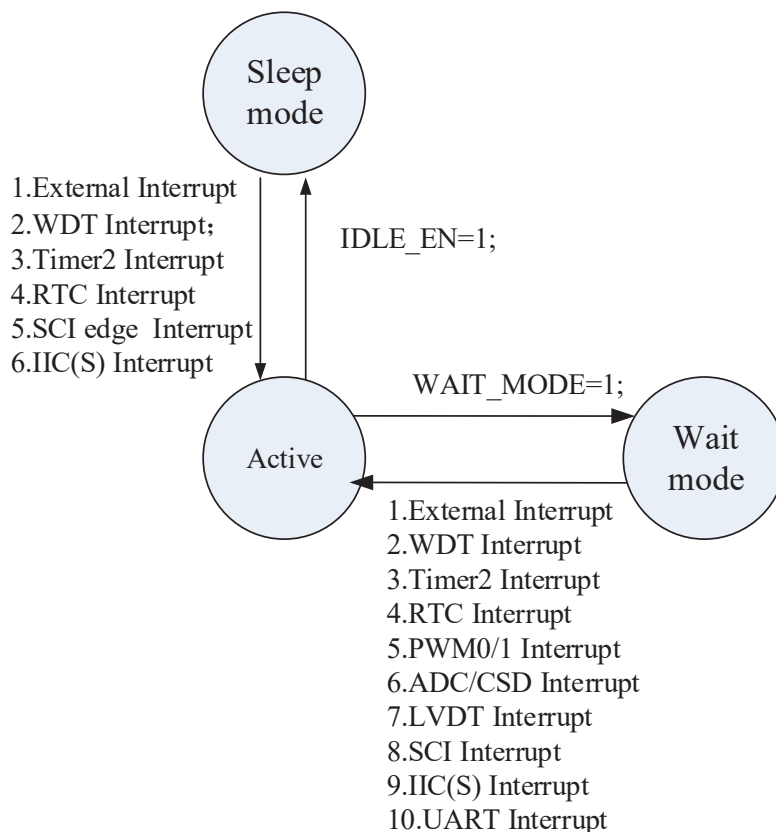 Sleep
mode
1.External Interrupt
2.WDT Interrupt；
3.Timer2 Interrupt
4.RTC Interrupt
5.SCI edge Interrupt
6.IIC(S) Interrupt
IDLE_EN=1;
WAIT_MODE=1;
Active
Wait
mode
1.External Interrupt
2.WDT Interrupt
3.Timer2 Interrupt
4.RTC Interrupt
5.PWM0/1 Interrupt
6.ADC/CSD Interrupt
7.LVDT Interrupt
8.SCI Interrupt
9.IIC(S) Interrupt
10.UART Interrupt